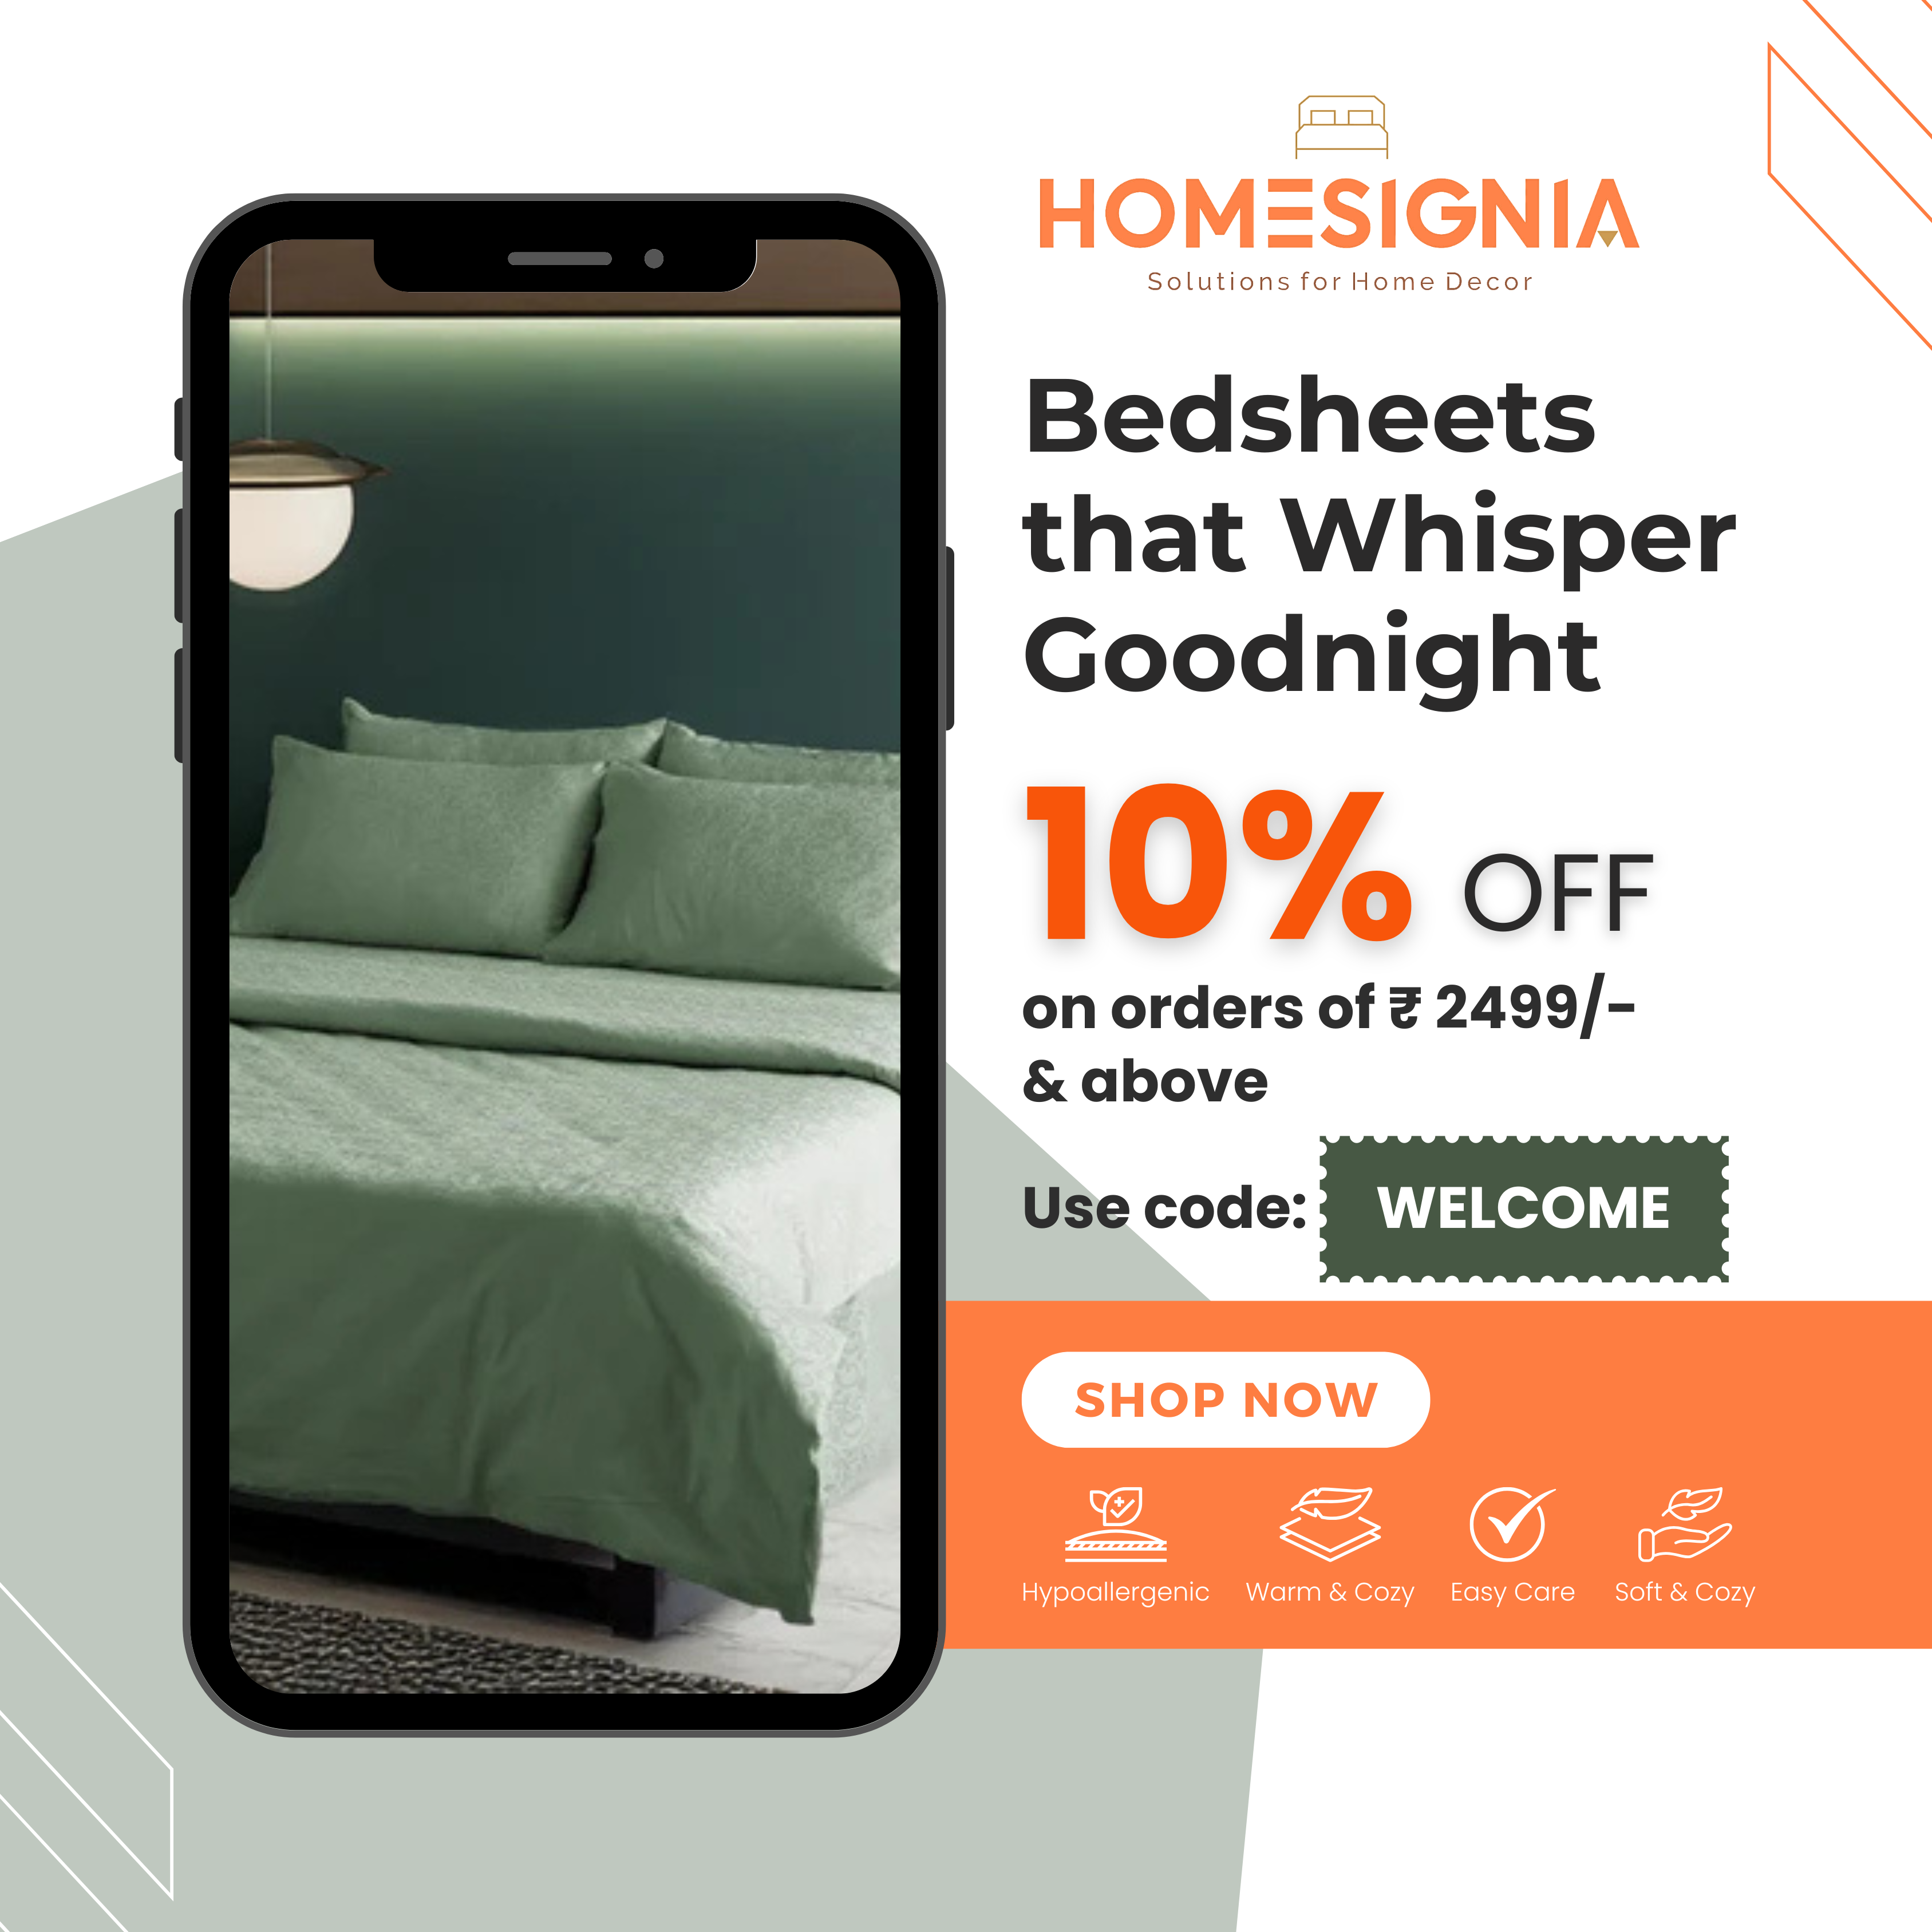 HOMESIGNIA
Solutions for Home Decor
Bedsheets
that Whisper
Goodnight
10% OFF
on orders of ₹ 2499/-
& above
Use code: WELCOME
SHOP NOW
Hypoallergenic Warm & Cozy Easy Care Soft & Cozy